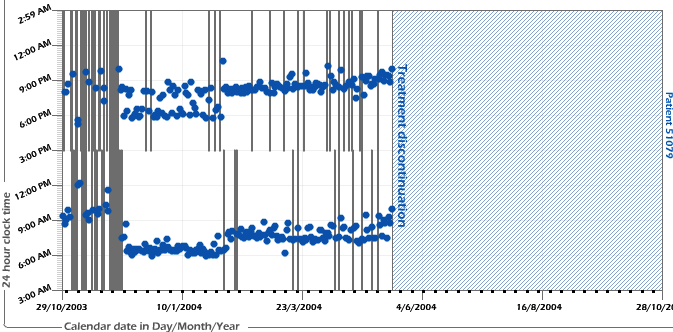 2:59 AM
12:00 AM
9:00 PM
6:00 PM
3:00 PM
12:00 PM
9:00 AM
6:00 AM
3:00 AM
24 hour clock time
29/10/2003
10/1/2004
23/3/2004
4/6/2004
16/8/2004
28/10/20
Calendar date in Day/Month/Year
Treatment discontinuation
Patient 51079